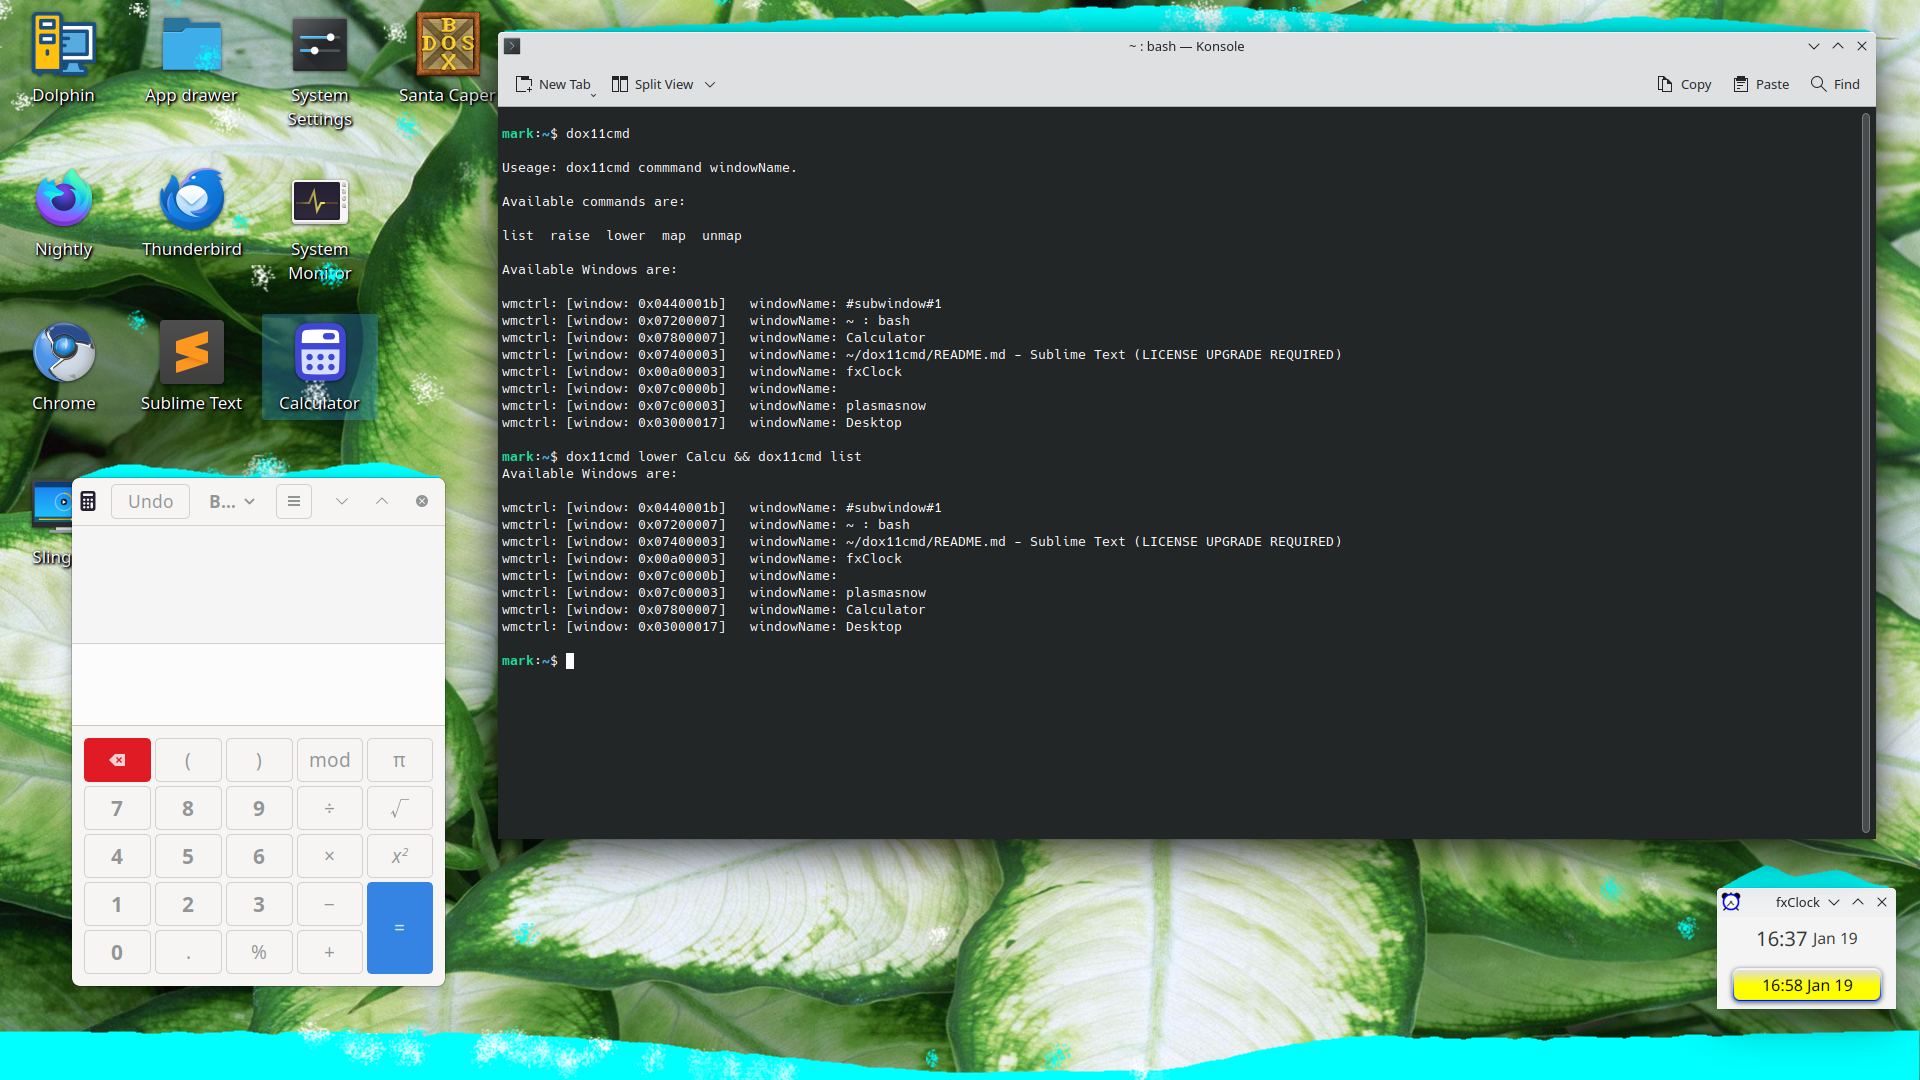 Dolphin
App drawer
System
Settings
BOX
DOS
Santa Caper
Nightly
Thunderbird
System
Monitor
Chrome
Sublime Text
Calculator
Sling
Undo
B...
( ) mod π
7 8 9 ÷ √
4 5 6 × x²
1 2 3 −
=
0 . % +
~ : bash — Konsole
New Tab
Split View
Copy
Paste
Find
mark:~$ dox11cmd
Useage: dox11cmd commmand windowName.
Available commands are:
list  raise  lower  map  unmap
Available Windows are:
wmctrl: [window: 0x0440001b]   windowName: #subwindow#1
wmctrl: [window: 0x07200007]   windowName: ~ : bash
wmctrl: [window: 0x07800007]   windowName: Calculator
wmctrl: [window: 0x07400003]   windowName: ~/dox11cmd/README.md - Sublime Text (LICENSE UPGRADE REQUIRED)
wmctrl: [window: 0x00a00003]   windowName: fxClock
wmctrl: [window: 0x07c0000b]   windowName:
wmctrl: [window: 0x07c00003]   windowName: plasmasnow
wmctrl: [window: 0x03000017]   windowName: Desktop
mark:~$ dox11cmd lower Calcu && dox11cmd list
Available Windows are:
wmctrl: [window: 0x0440001b]   windowName: #subwindow#1
wmctrl: [window: 0x07200007]   windowName: ~ : bash
wmctrl: [window: 0x07400003]   windowName: ~/dox11cmd/README.md - Sublime Text (LICENSE UPGRADE REQUIRED)
wmctrl: [window: 0x00a00003]   windowName: fxClock
wmctrl: [window: 0x07c0000b]   windowName:
wmctrl: [window: 0x07c00003]   windowName: plasmasnow
wmctrl: [window: 0x07800007]   windowName: Calculator
wmctrl: [window: 0x03000017]   windowName: Desktop
mark:~$
fxClock
16:37 Jan 19
16:58 Jan 19